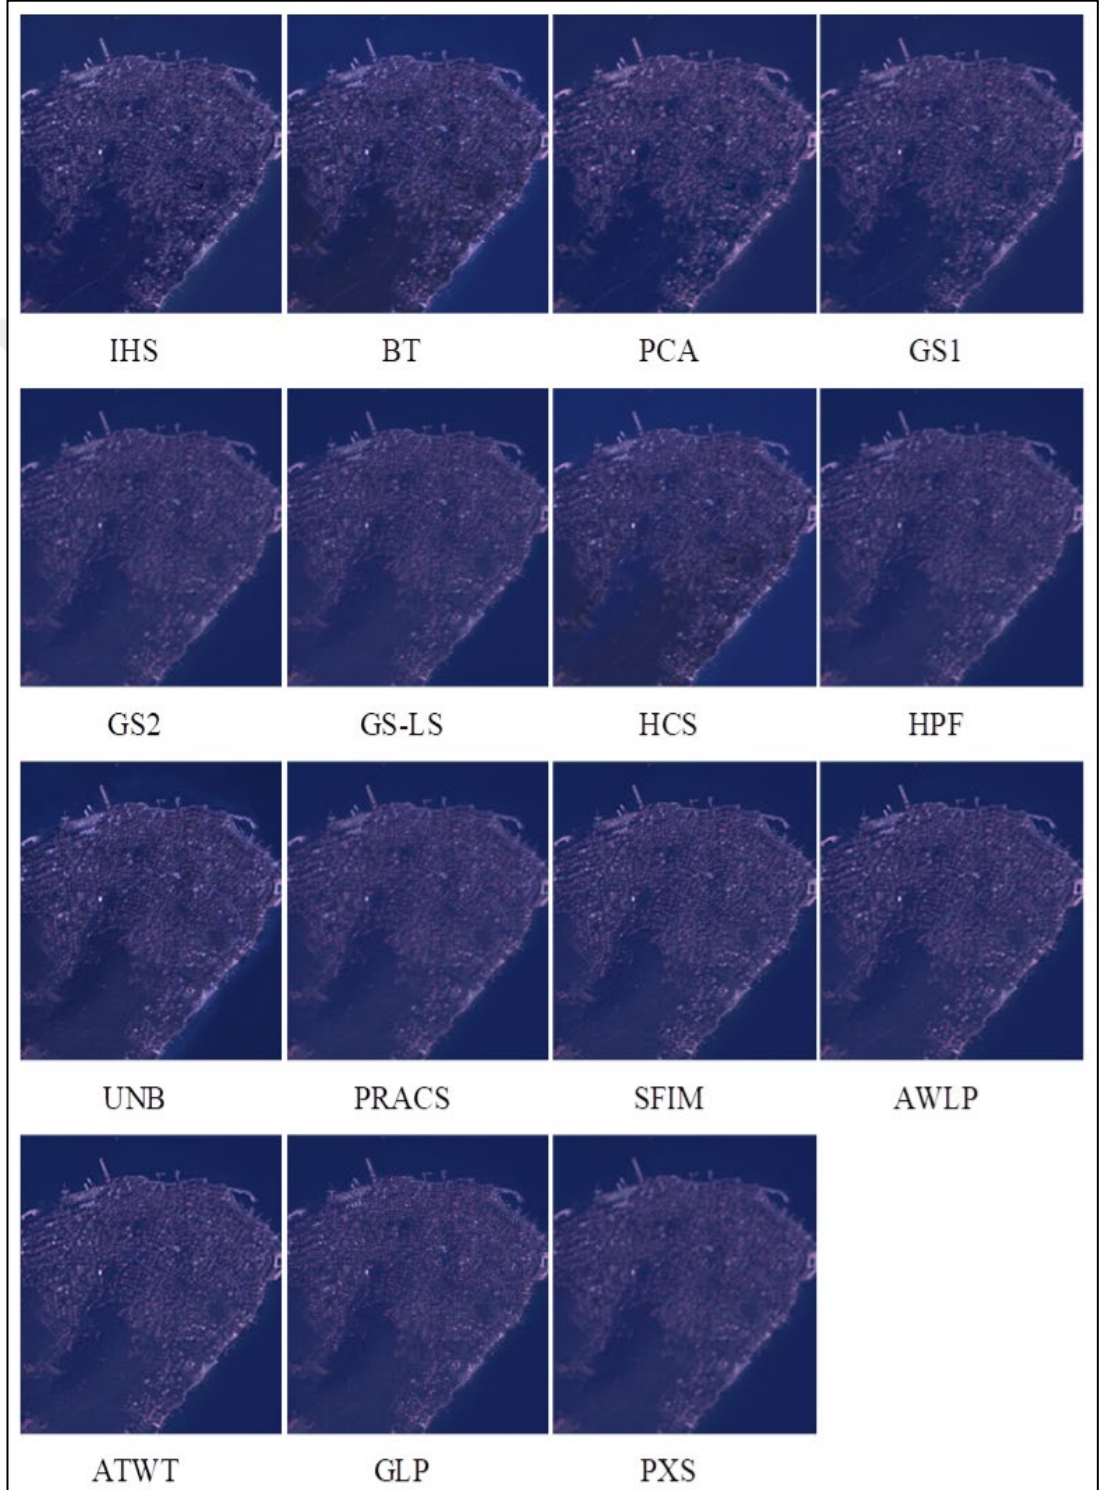 IHS BT PCA GS1
GS2 GS-LS HCS HPF
UNB PRACS SFIM AWLP
ATWT GLP PXS